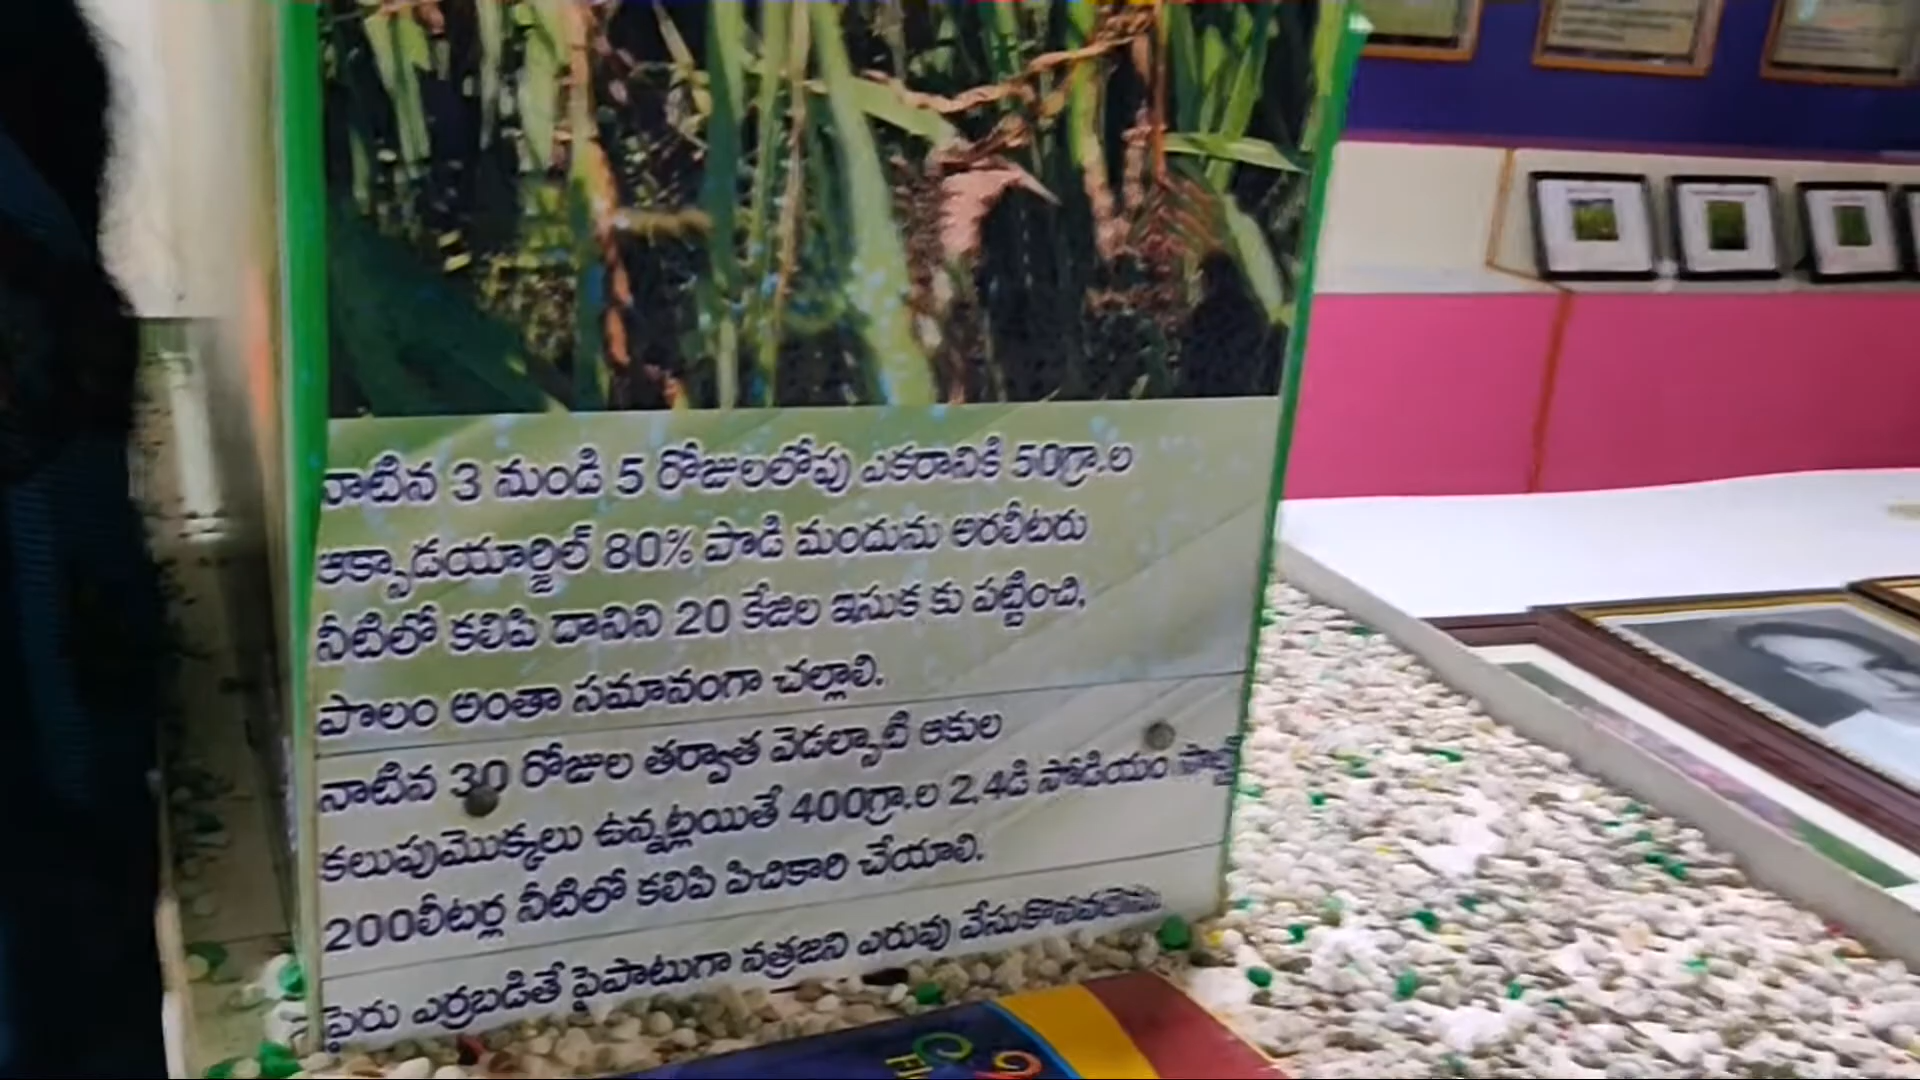 నాటిన 3 నుండి 5 రోజులలోపు ఎకరానికి 50గ్రా.ల
ఆక్సాడయార్జిల్ 80% పొడి మందును అరలీటరు
నీటిలో కలిపి దానిని 20 కేజిల ఇసుక కు పట్టించి,
పొలం అంతా సమానంగా చల్లాలి.
నాటిన 30 రోజుల తర్వాత వెడల్పాటి ఆకుల
కలుపుమొక్కలు ఉన్నట్లయితే 400గ్రా.ల 2,4డి సోడియం
200లీటర్ల నీటిలో కలిపి పిచికారి చేయాలి.
పైరు ఎర్రబడితే పైపాటుగా నత్రజని ఎరువు వేసుకొనవలెను